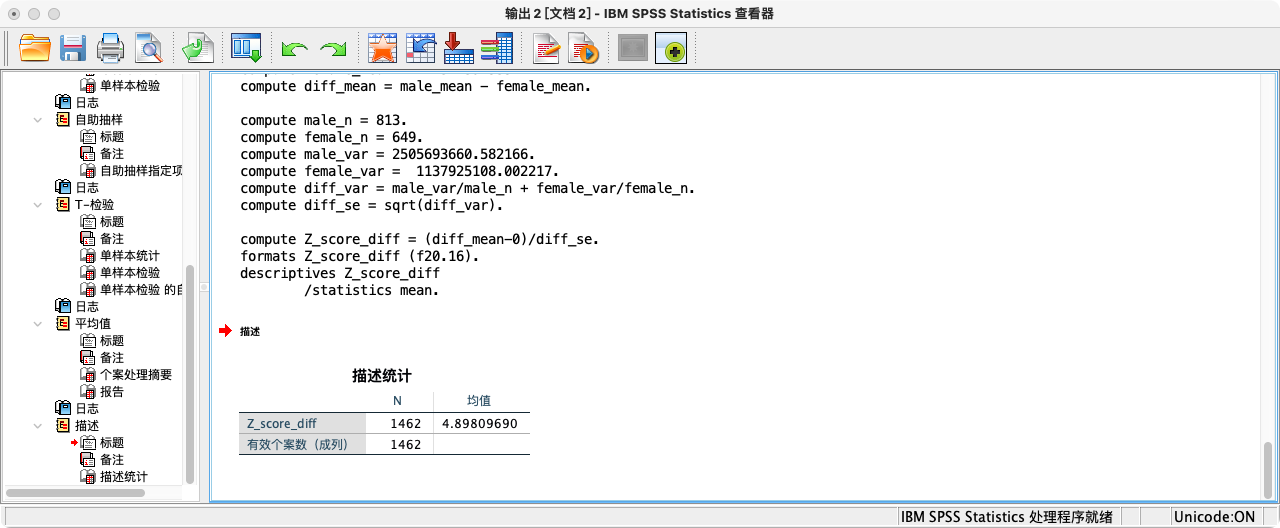 输出 2 [文档 2] - IBM SPSS Statistics 查看器
单样本检验
日志
自助抽样
标题
备注
自助抽样指定项
日志
T-检验
标题
备注
单样本统计
单样本检验
单样本检验 的自
日志
平均值
标题
备注
个案处理摘要
报告
日志
描述
标题
备注
描述统计
compute diff_mean = male_mean - female_mean.
compute male_n = 813.
compute female_n = 649.
compute male_var = 2505693660.582166.
compute female_var =  1137925108.002217.
compute diff_var = male_var/male_n + female_var/female_n.
compute diff_se = sqrt(diff_var).
compute Z_score_diff = (diff_mean-0)/diff_se.
formats Z_score_diff (f20.16).
descriptives Z_score_diff
/statistics mean.
描述
描述统计
N 均值
Z_score_diff 1462 4.89809690
有效个案数（成列） 1462
IBM SPSS Statistics 处理程序就绪 Unicode:ON